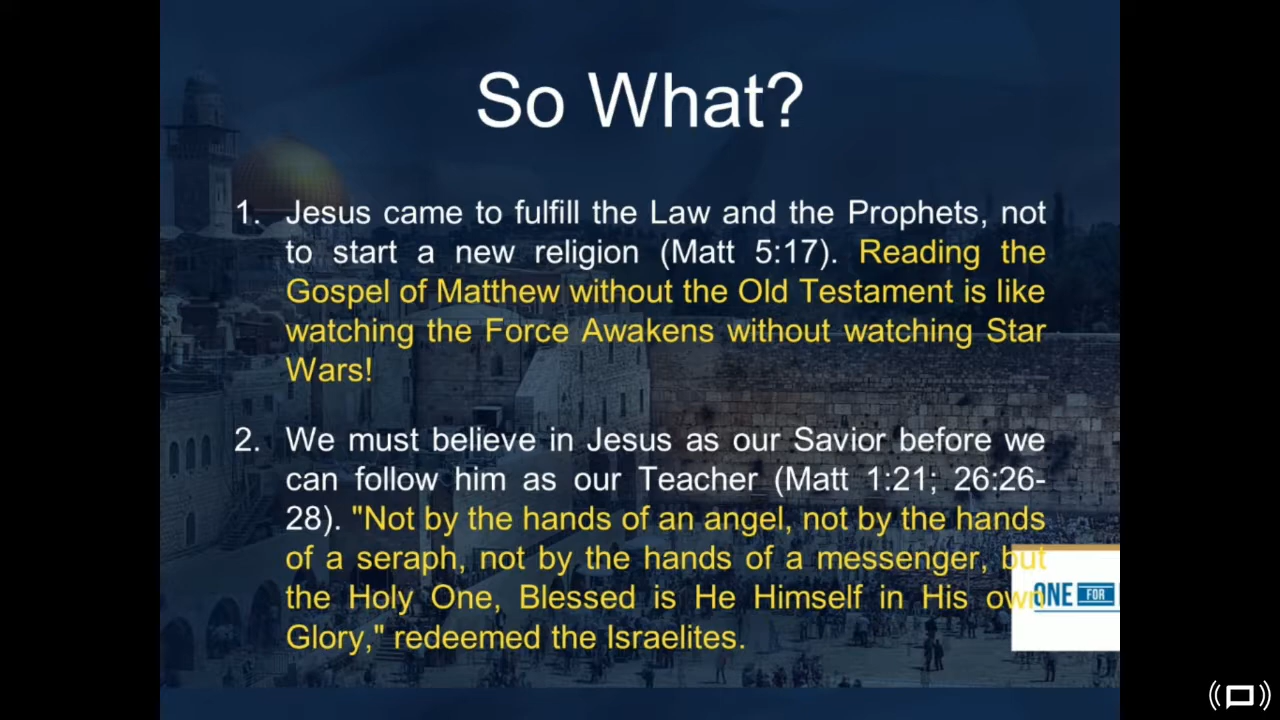 So What?
1. Jesus came to fulfill the Law and the Prophets, not
to start a new religion (Matt 5:17). Reading the
Gospel of Matthew without the Old Testament is like
watching the Force Awakens without watching Star
Wars!
2. We must believe in Jesus as our Savior before we
can follow him as our Teacher (Matt 1:21; 26:26-
28). "Not by the hands of an angel, not by the hands
of a seraph, not by the hands of a messenger, but
the Holy One, Blessed is He Himself in His own
Glory," redeemed the Israelites.
ONE FOR